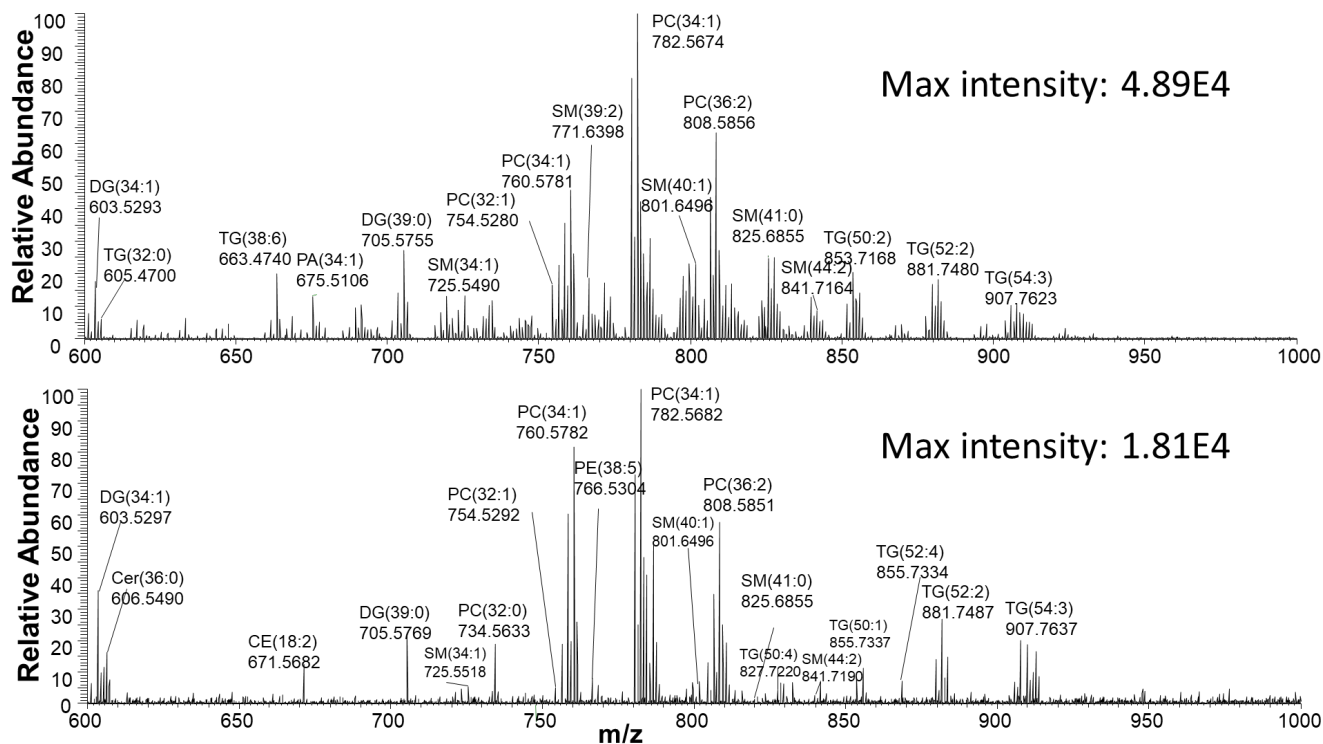 Relative Abundance
100
90
80
70
60
50
40
30
20
10
0
PC(34:1)
782.5674
Max intensity: 4.89E4
PC(36:2)
808.5856
SM(39:2)
771.6398
PC(34:1)
760.5781
DG(34:1)
603.5293
PC(32:1)
754.5280
SM(40:1)
801.6496
DG(39:0)
705.5755
SM(41:0)
825.6855
TG(38:6)
663.4740
TG(32:0)
605.4700
PA(34:1)
675.5106
SM(34:1)
725.5490
SM(44:2)
841.7164
TG(50:2)
853.7168
TG(52:2)
881.7480
TG(54:3)
907.7623
600
650
700
750
800
850
900
950
1000
Relative Abundance
100
90
80
70
60
50
40
30
20
10
0
PC(34:1)
782.5682
Max intensity: 1.81E4
PC(34:1)
760.5782
PE(38:5)
766.5304
PC(36:2)
808.5851
DG(34:1)
603.5297
PC(32:1)
754.5292
SM(40:1)
801.6496
Cer(36:0)
606.5490
TG(52:4)
855.7334
SM(41:0)
825.6855
TG(52:2)
881.7487
TG(54:3)
907.7637
DG(39:0)
705.5769
PC(32:0)
734.5633
CE(18:2)
671.5682
SM(34:1)
725.5518
TG(50:4)
827.7220
SM(44:2)
841.7190
TG(50:1)
855.7337
600
650
700
750
800
850
900
950
1000
m/z